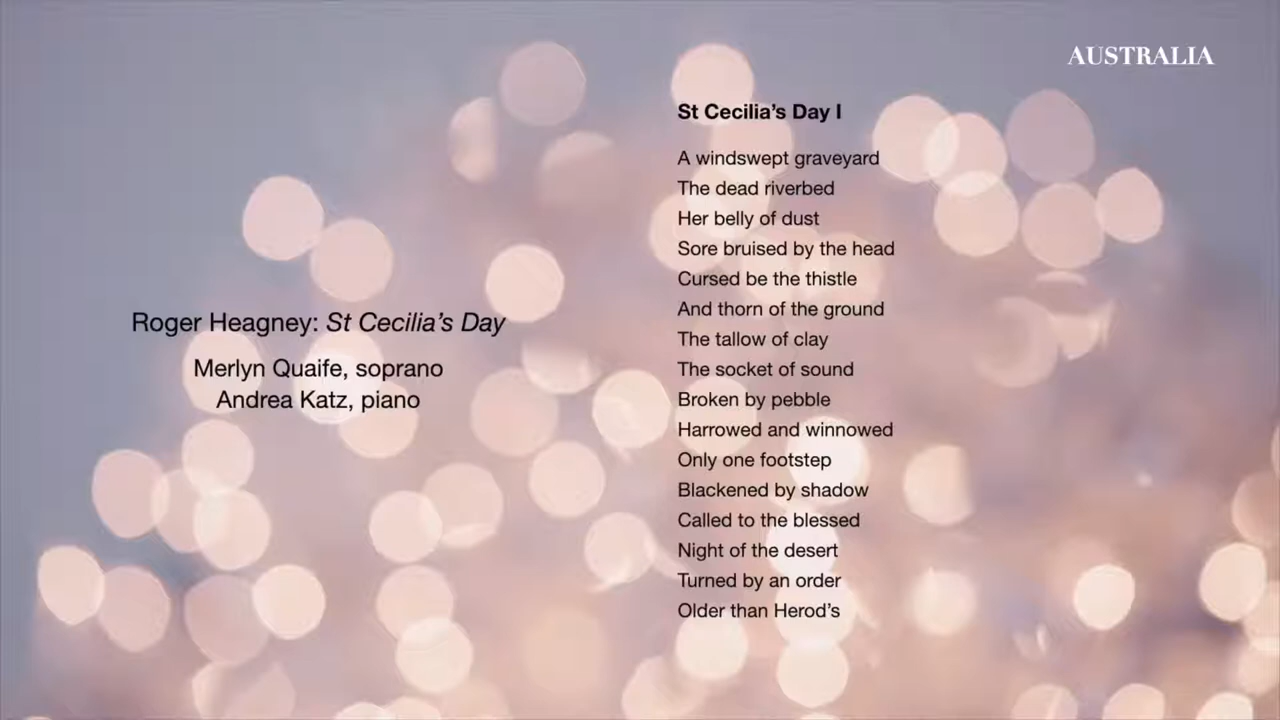 AUSTRALIA
Roger Heagney: St Cecilia’s Day
Merlyn Quaife, soprano
Andrea Katz, piano
St Cecilia’s Day I
A windswept graveyard
The dead riverbed
Her belly of dust
Sore bruised by the head
Cursed be the thistle
And thorn of the ground
The tallow of clay
The socket of sound
Broken by pebble
Harrowed and winnowed
Only one footstep
Blackened by shadow
Called to the blessed
Night of the desert
Turned by an order
Older than Herod’s